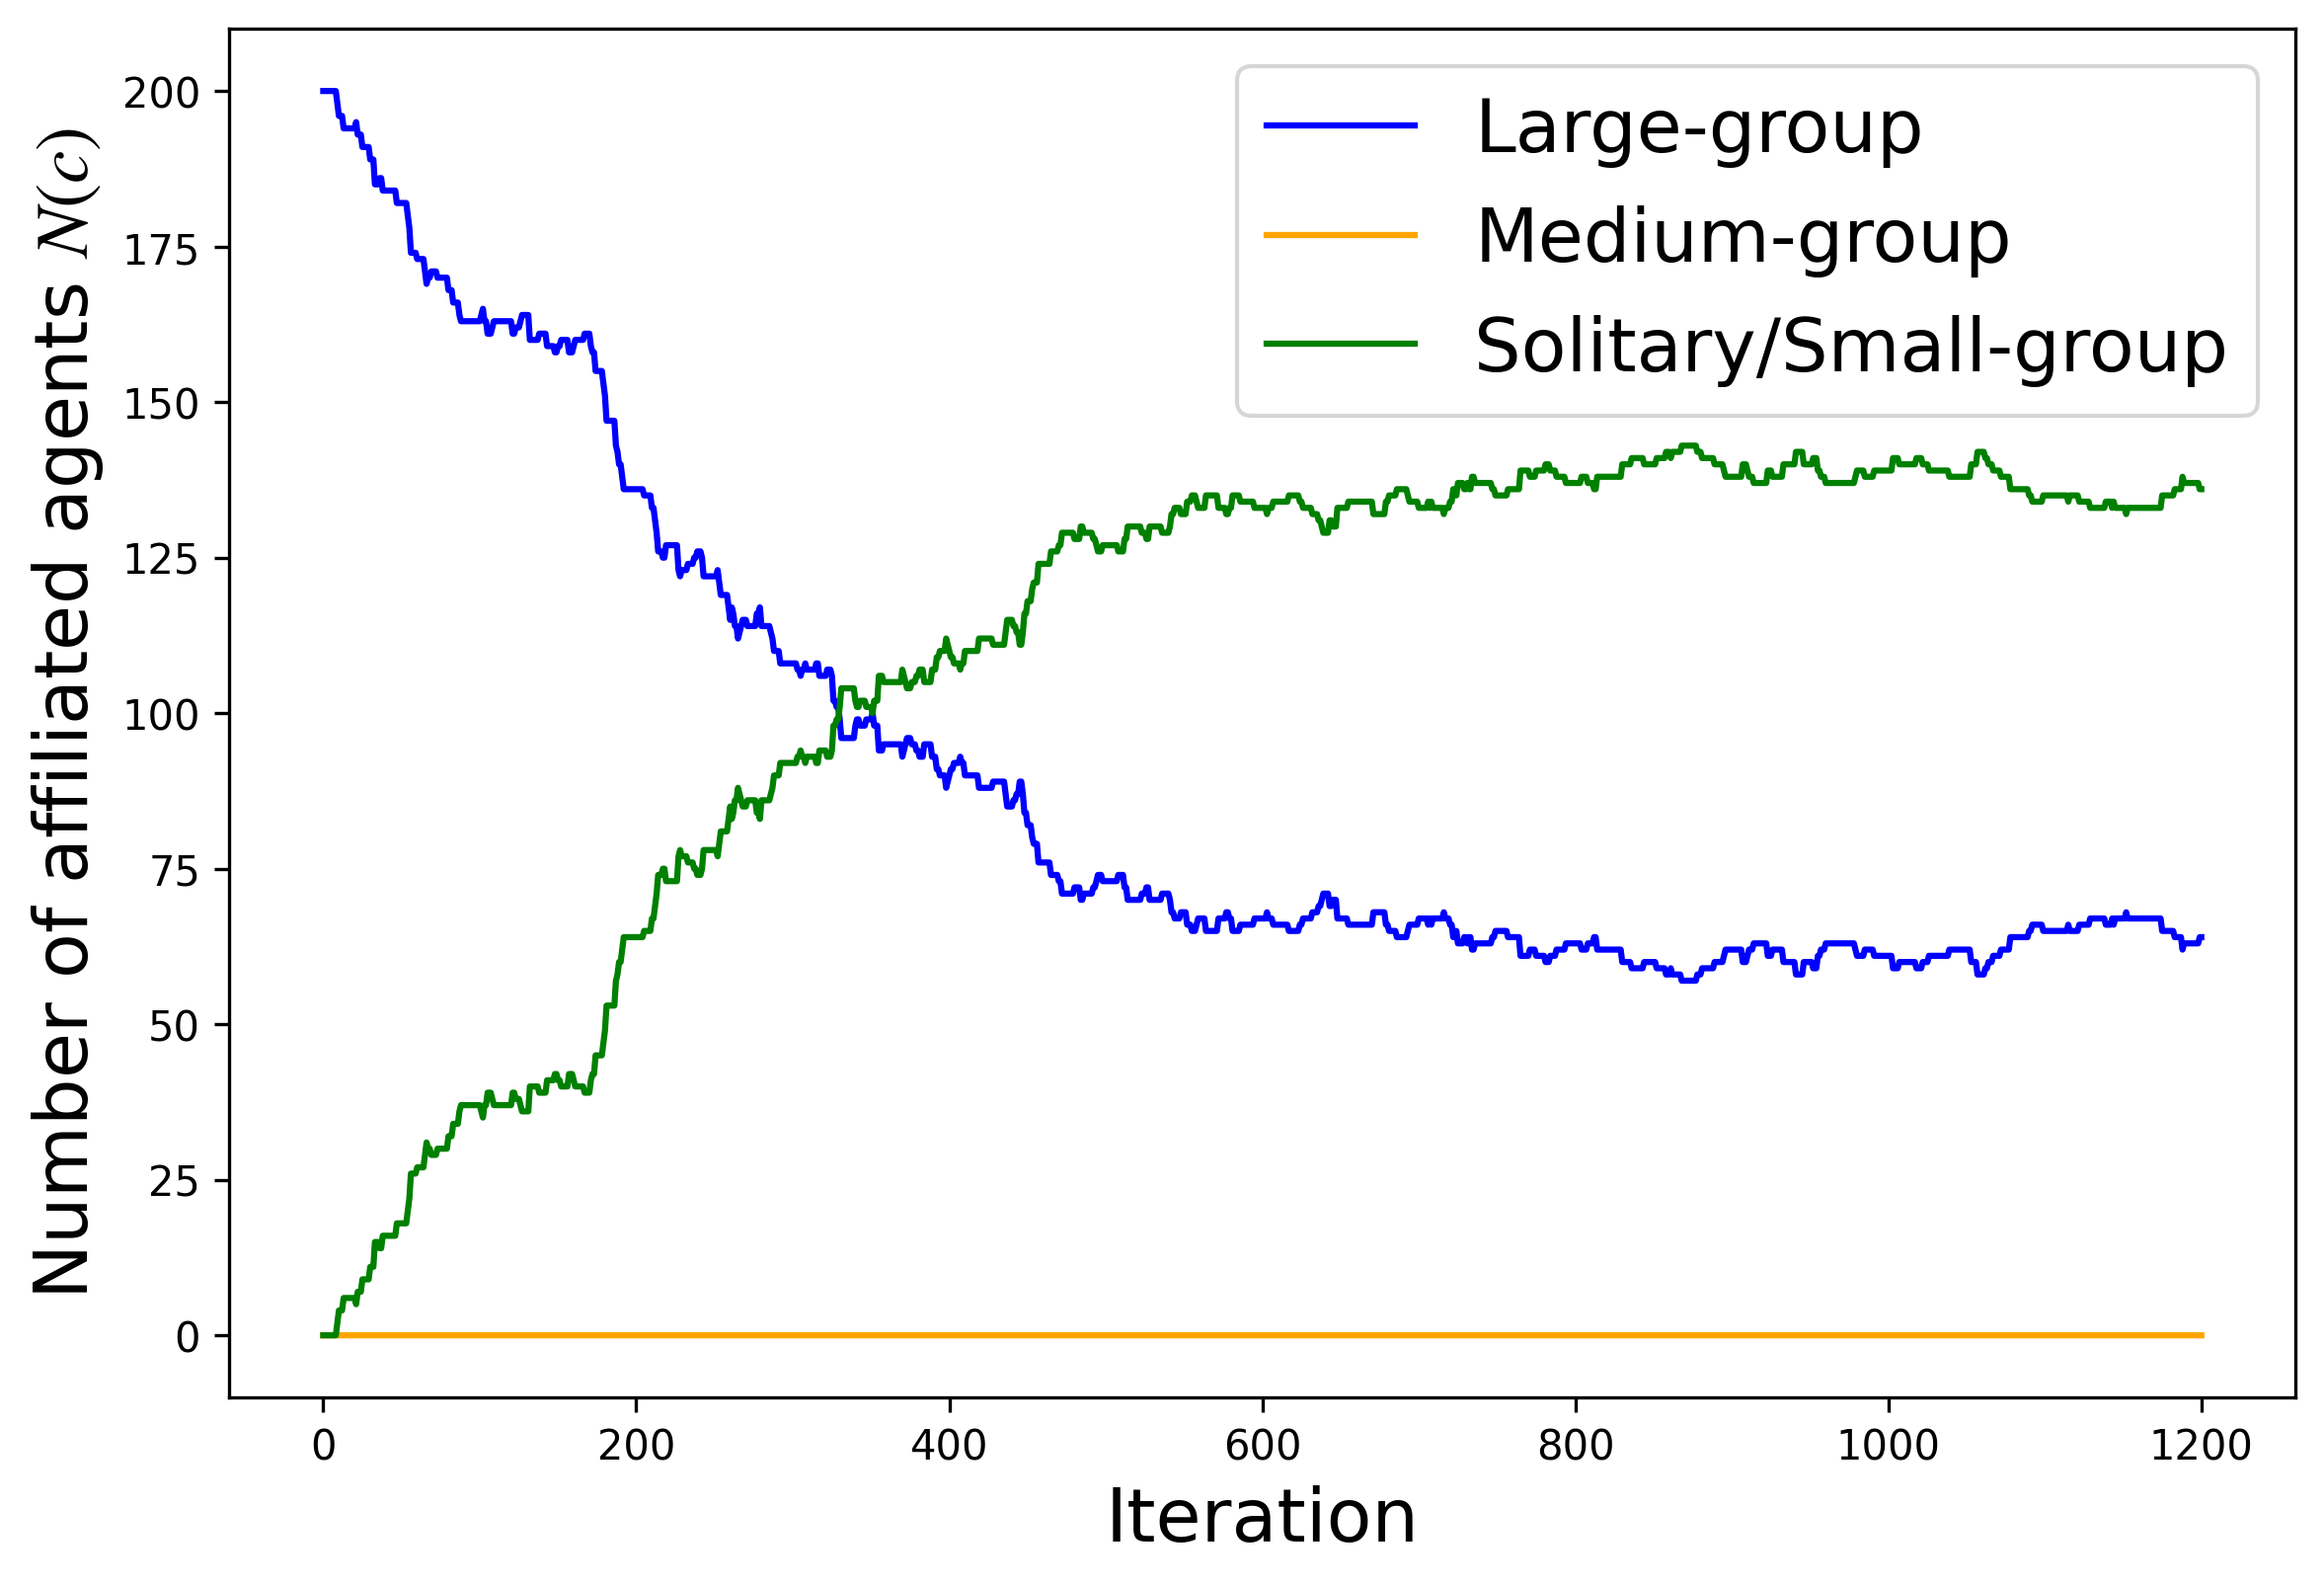 Number of affiliated agents N(c)
200
175
150
125
100
75
50
25
0
Large-group
Medium-group
Solitary/Small-group
0 200 400 600 800 1000 1200
Iteration